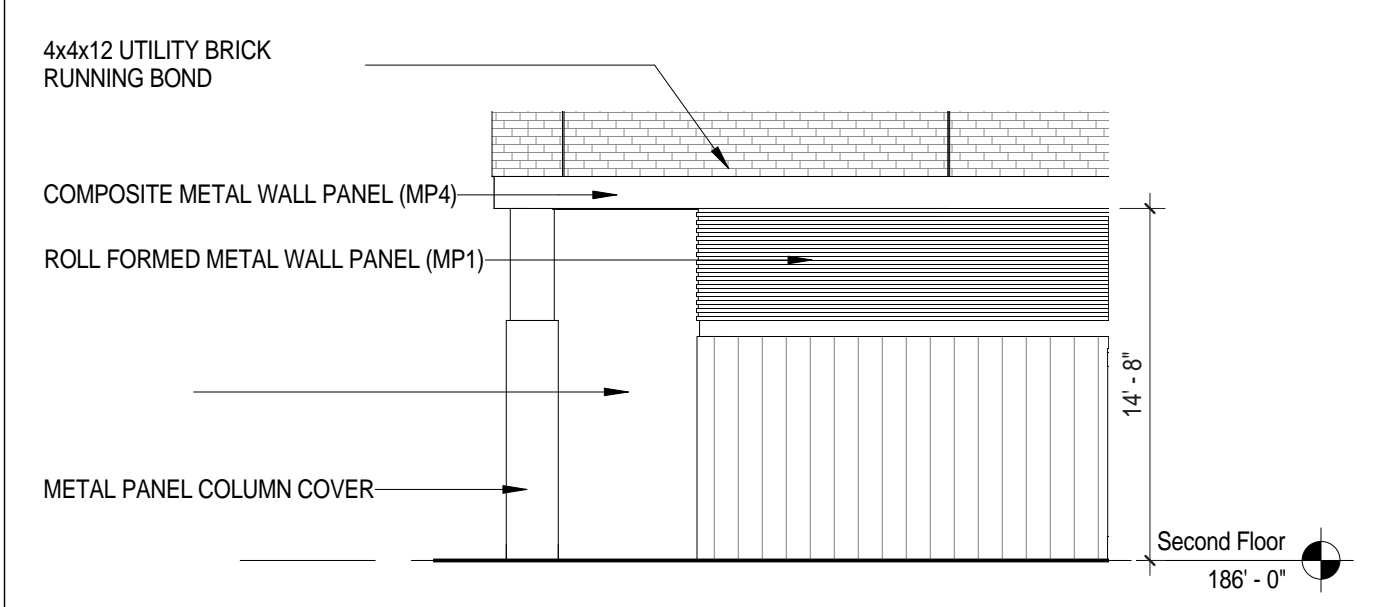 4x4x12 UTILITY BRICK
RUNNING BOND
COMPOSITE METAL WALL PANEL (MP4)
ROLL FORMED METAL WALL PANEL (MP1)
14' - 8"
METAL PANEL COLUMN COVER
Second Floor
186' - 0"